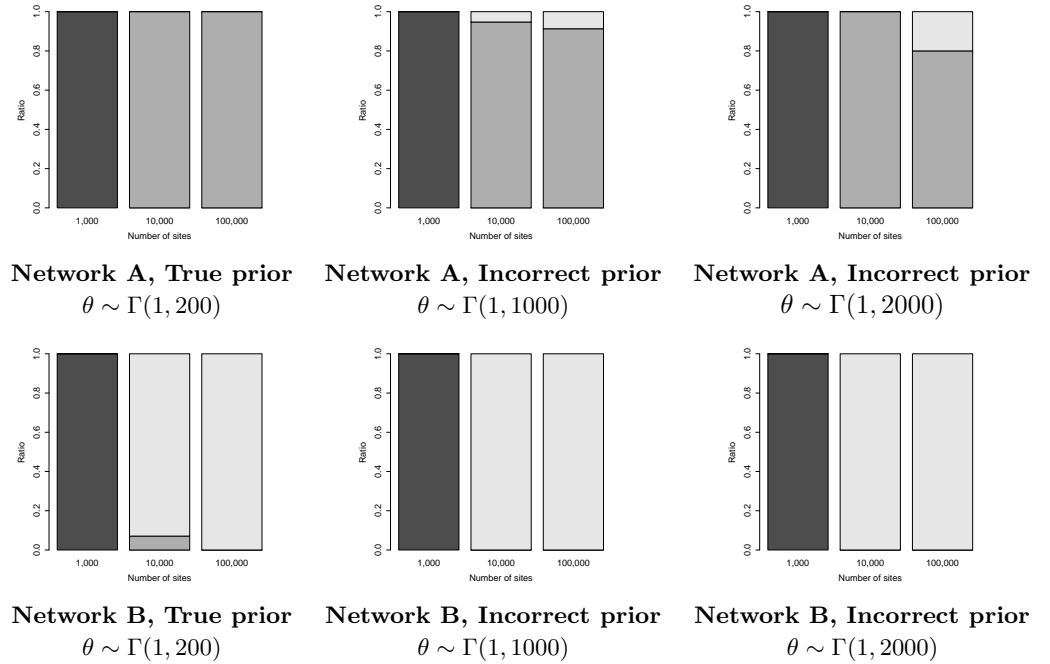 Ratio
0.0 0.2 0.4 0.6 0.8 1.0
1,000 10,000 100,000
Number of sites
Ratio
0.0 0.2 0.4 0.6 0.8 1.0
1,000 10,000 100,000
Number of sites
Ratio
0.0 0.2 0.4 0.6 0.8 1.0
1,000 10,000 100,000
Number of sites
Network A, True prior
θ ∼ Γ(1, 200)
Network A, Incorrect prior
θ ∼ Γ(1, 1000)
Network A, Incorrect prior
θ ∼ Γ(1, 2000)
Ratio
0.0 0.2 0.4 0.6 0.8 1.0
1,000 10,000 100,000
Number of sites
Ratio
0.0 0.2 0.4 0.6 0.8 1.0
1,000 10,000 100,000
Number of sites
Ratio
0.0 0.2 0.4 0.6 0.8 1.0
1,000 10,000 100,000
Number of sites
Network B, True prior
θ ∼ Γ(1, 200)
Network B, Incorrect prior
θ ∼ Γ(1, 1000)
Network B, Incorrect prior
θ ∼ Γ(1, 2000)